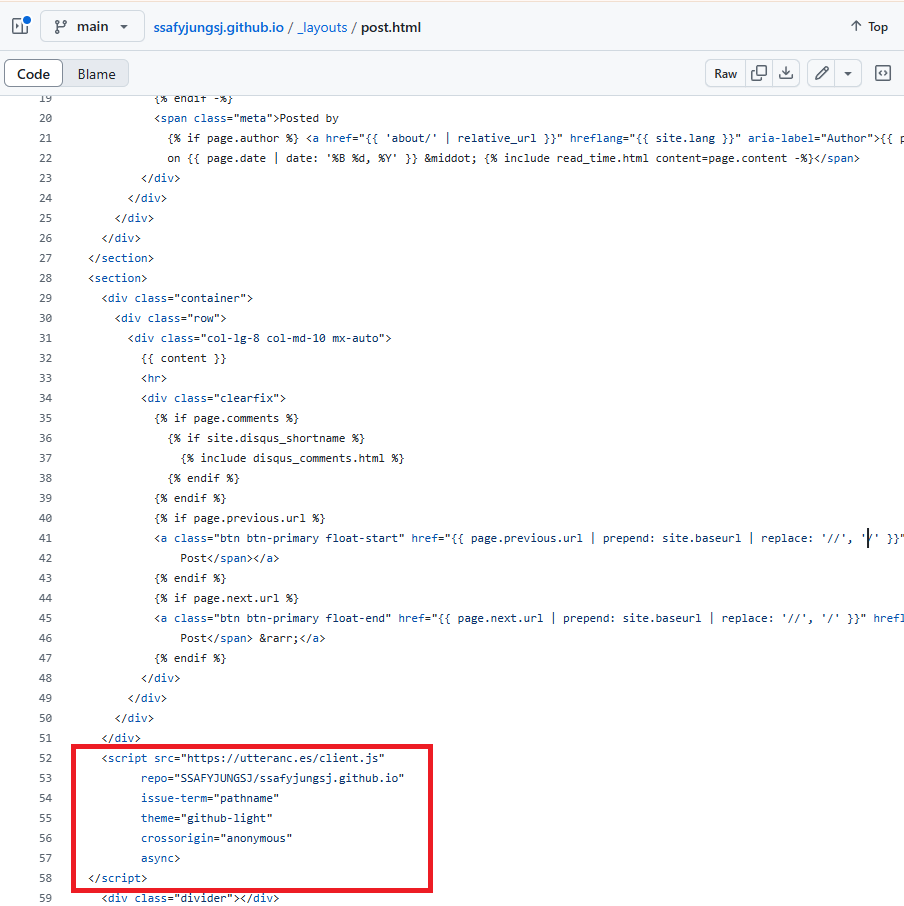 main
ssafyjungsj.github.io / _layouts / post.html
Top
Code
Blame
Raw
19 {% endif -%}
20 <span class="meta">Posted by
21 {% if page.author %} <a href="{{ 'about/' | relative_url }}" hreflang="{{ site.lang }}" aria-label="Author">{{ p
22 on {{ page.date | date: '%B %d, %Y' }} &middot; {% include read_time.html content=page.content -%}</span>
23 </div>
24 </div>
25 </div>
26 </div>
27 </section>
28 <section>
29 <div class="container">
30 <div class="row">
31 <div class="col-lg-8 col-md-10 mx-auto">
32 {{ content }}
33 <hr>
34 <div class="clearfix">
35 {% if page.comments %}
36 {% if site.disqus_shortname %}
37 {% include disqus_comments.html %}
38 {% endif %}
39 {% endif %}
40 {% if page.previous.url %}
41 <a class="btn btn-primary float-start" href="{{ page.previous.url | prepend: site.baseurl | replace: '//', '/' }}"
42 Post</span></a>
43 {% endif %}
44 {% if page.next.url %}
45 <a class="btn btn-primary float-end" href="{{ page.next.url | prepend: site.baseurl | replace: '//', '/' }}" hrefl
46 Post</span> &rarr;</a>
47 {% endif %}
48 </div>
49 </div>
50 </div>
51 </div>
52 <script src="https://utteranc.es/client.js"
53 repo="SSAFYJUNGSJ/ssafyjungsj.github.io"
54 issue-term="pathname"
55 theme="github-light"
56 crossorigin="anonymous"
57 async>
58 </script>
59 <div class="divider"></div>